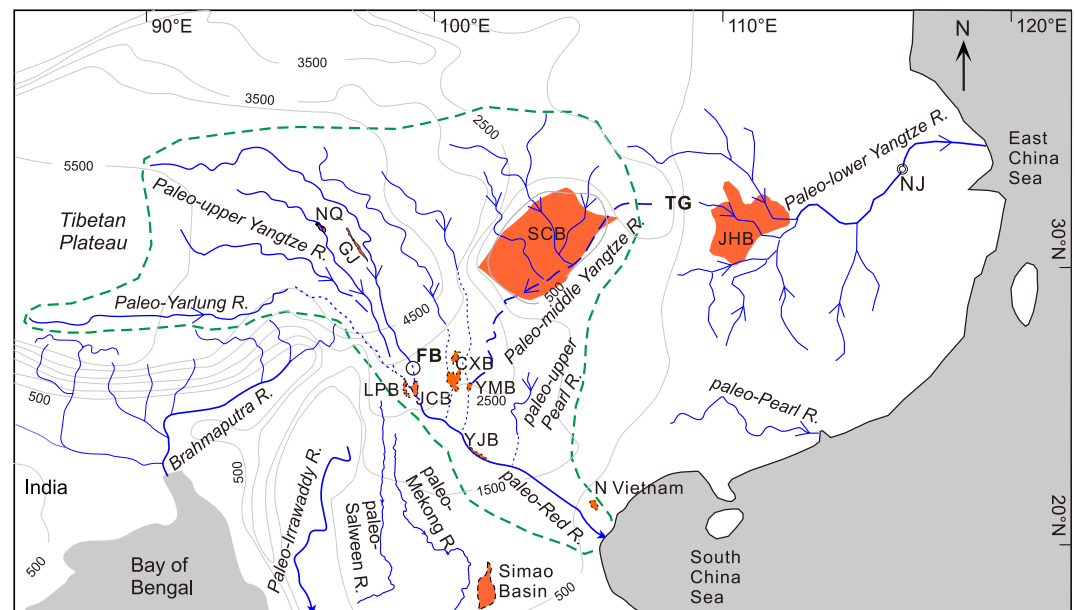 90°E
100°E
110°E
120°E
N
3500
3500
2500
5500
East
China
Sea
Paleo-lower Yangtze R.
NJ
TG
Tibetan
Plateau
Paleo-upper Yangtze R.
NQ
GJ
SCB
JHB
30°N
500
Paleo-middle Yangtze R.
Paleo-Yarlung R.
4500
FB
CXB
LPB
JCB
YMB
2500
paleo-upper
Pearl R.
paleo-Pearl R.
500
Brahmaputra R.
YJB
500
India
1500
paleo-Red R.
N Vietnam
20°N
Paleo-Irrawaddy R.
paleo-
Salween R.
paleo-
Mekong R.
500
Bay of
Bengal
Simao
Basin
500
South
China
Sea